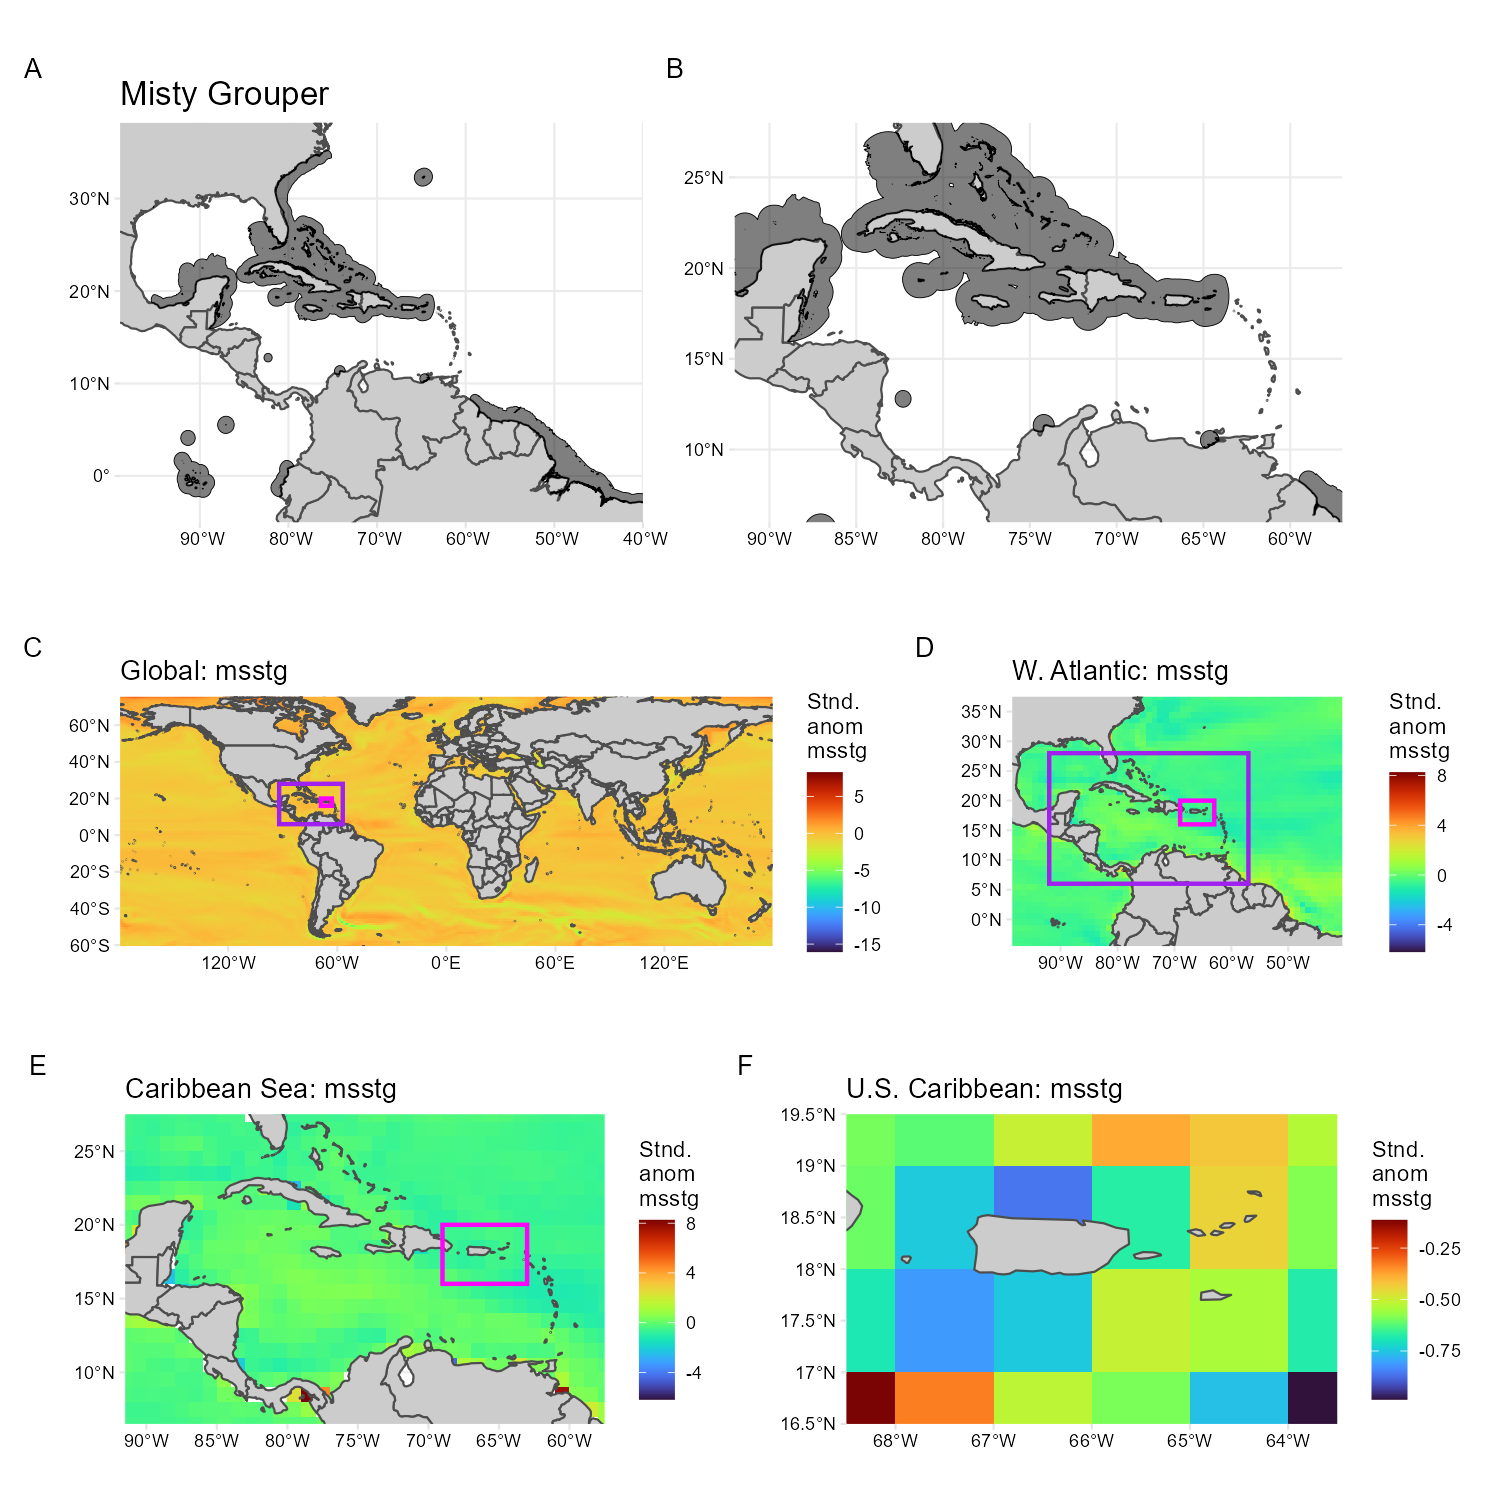 A
B
Misty Grouper
30°N
20°N
10°N
0°
90°W
80°W
70°W
60°W
50°W
40°W
25°N
20°N
15°N
10°N
90°W
85°W
80°W
75°W
70°W
65°W
60°W
C
Global: msstg
60°N
40°N
20°N
0°N
20°S
40°S
60°S
120°W
60°W
0°E
60°E
120°E
Stnd.
anom
msstg
5
0
-5
-10
-15
D
W. Atlantic: msstg
35°N
30°N
25°N
20°N
15°N
10°N
5°N
0°N
90°W
80°W
70°W
60°W
50°W
Stnd.
anom
msstg
8
4
0
-4
E
Caribbean Sea: msstg
25°N
20°N
15°N
10°N
90°W
85°W
80°W
75°W
70°W
65°W
60°W
Stnd.
anom
msstg
8
4
0
-4
F
U.S. Caribbean: msstg
19.5°N
19°N
18.5°N
18°N
17.5°N
17°N
16.5°N
68°W
67°W
66°W
65°W
64°W
Stnd.
anom
msstg
-0.25
-0.50
-0.75